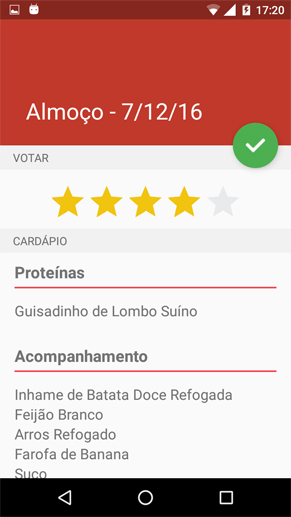 17:20
Almoço - 7/12/16
VOTAR
CARDÁPIO
Proteínas
Guisadinho de Lombo Suíno
Acompanhamento
Inhame de Batata Doce Refogada
Feijão Branco
Arros Refogado
Farofa de Banana
Suco